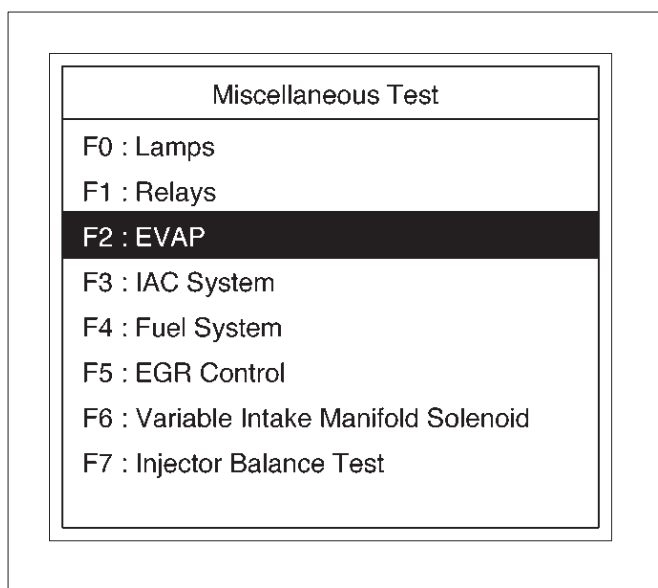 Miscellaneous Test
F0 : Lamps
F1 : Relays
F2 : EVAP
F3 : IAC System
F4 : Fuel System
F5 : EGR Control
F6 : Variable Intake Manifold Solenoid
F7 : Injector Balance Test